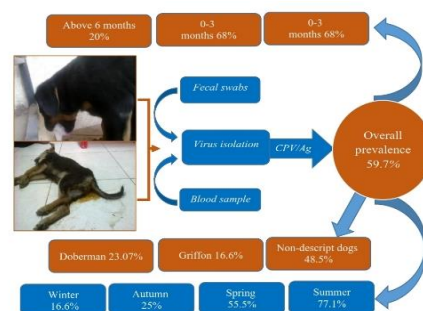 Above 6 months
20%
0-3
months 68%
0-3
months 68%
Fecal swabs
Virus isolation
CPV/Ag
Blood sample
Overall
prevalence
59.7%
Doberman 23.07%
Griffon 16.6%
Non-descript dogs
48.5%
Winter
16.6%
Autumn
25%
Spring
55.5%
Summer
77.1%